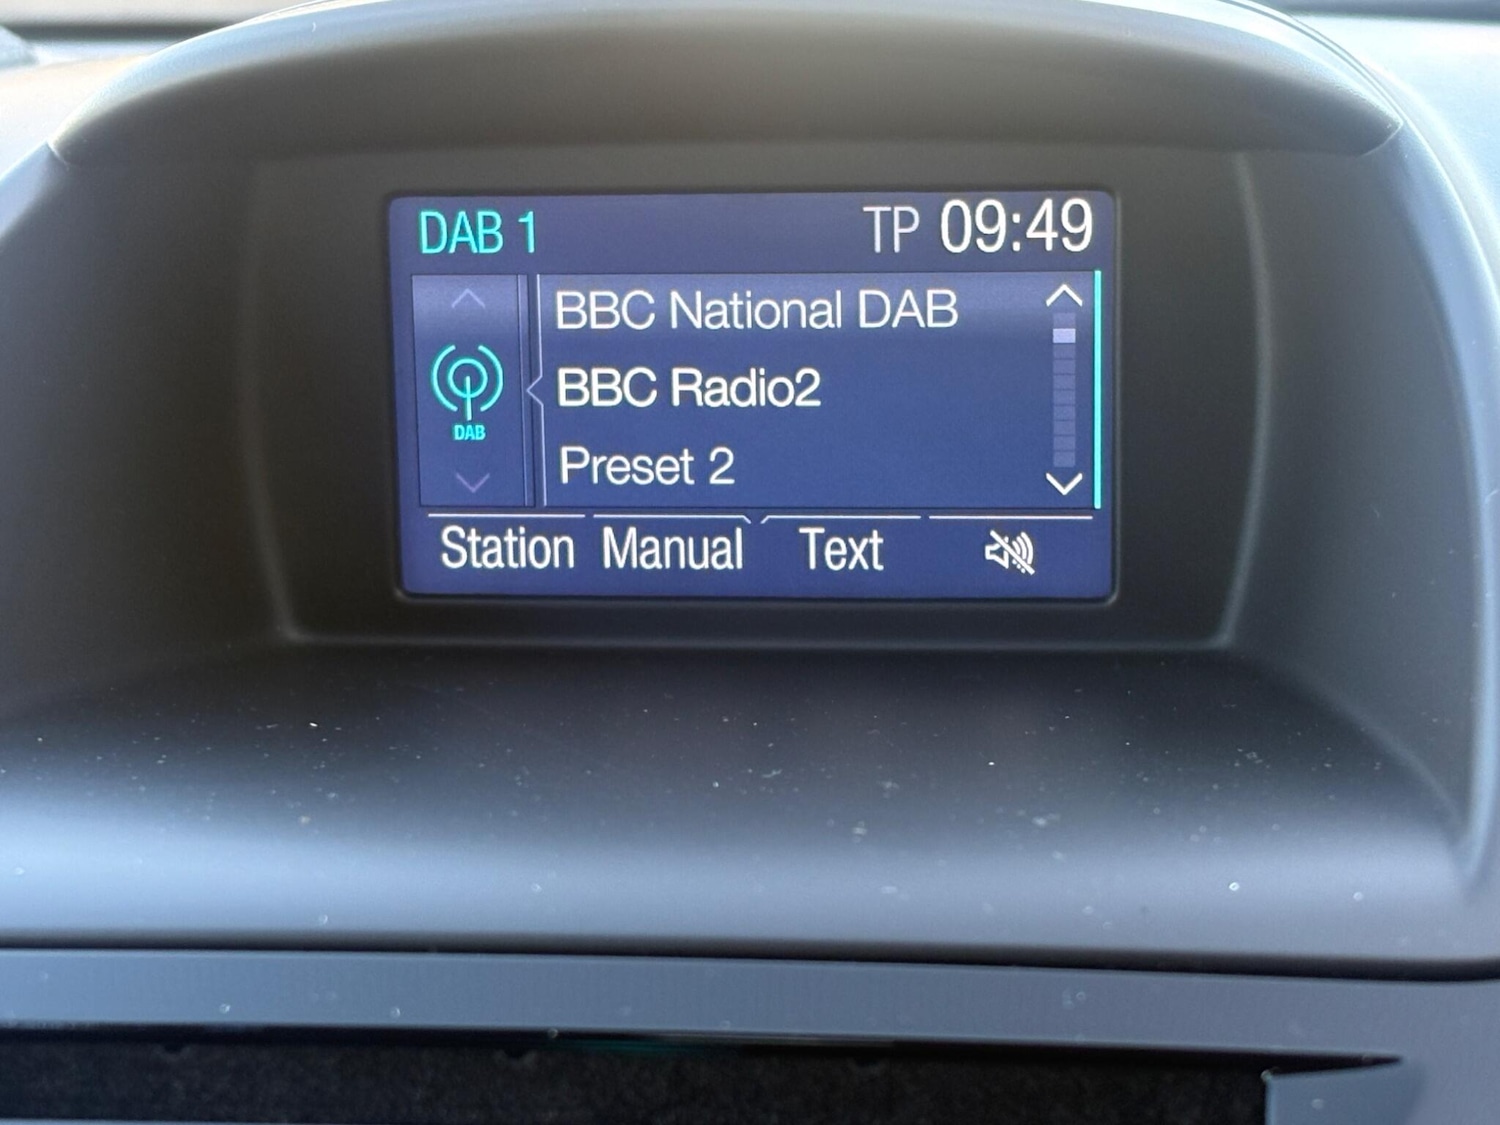 DAB 1 TP 09:49
BBC National DAB
BBC Radio2
DAB
Preset 2
Station Manual Text